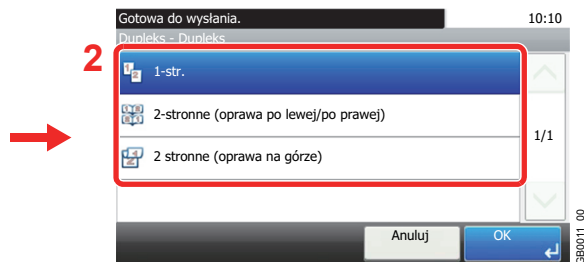 Gotowa do wysłania.
10:10
Dupleks - Dupleks
2
1-str.
2-stronne (oprawa po lewej/po prawej)
1/1
2 stronne (oprawa na górze)
Anuluj
OK
GB0011_00